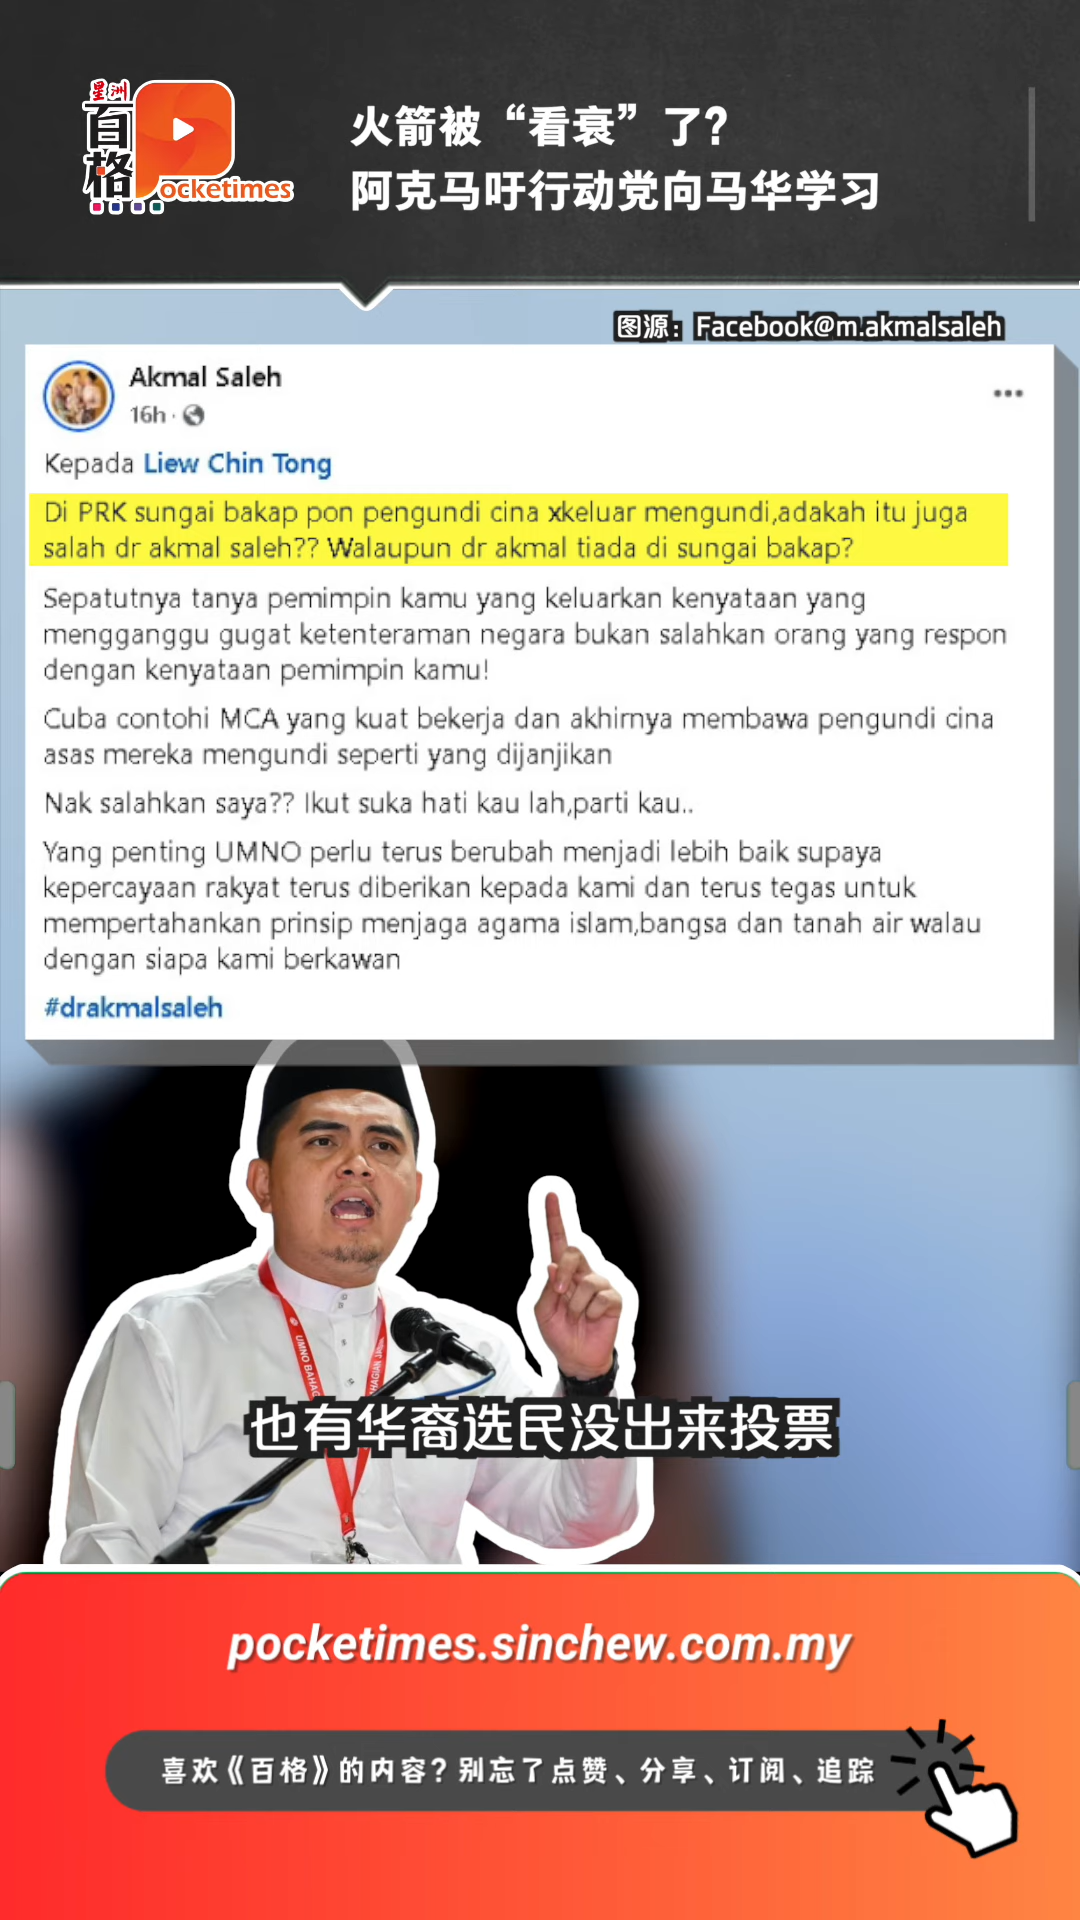 星洲
百格
Pocketimes
火箭被“看衰”了?
阿克马吁行动党向马华学习
图源：Facebook@m.akmalsaleh
Akmal Saleh
16h ·
Kepada Liew Chin Tong
Di PRK sungai bakap pon pengundi cina xkeluar mengundi,adakah itu juga
salah dr akmal saleh?? Walaupun dr akmal tiada di sungai bakap?
Sepatutnya tanya pemimpin kamu yang keluarkan kenyataan yang
mengganggu gugat ketenteraman negara bukan salahkan orang yang respon
dengan kenyataan pemimpin kamu!
Cuba contohi MCA yang kuat bekerja dan akhirnya membawa pengundi cina
asas mereka mengundi seperti yang dijanjikan
Nak salahkan saya?? Ikut suka hati kau lah,parti kau..
Yang penting UMNO perlu terus berubah menjadi lebih baik supaya
kepercayaan rakyat terus diberikan kepada kami dan terus tegas untuk
mempertahankan prinsip menjaga agama islam,bangsa dan tanah air walau
dengan siapa kami berkawan
#drakmalsaleh
UMNO BAHAG
也有华裔选民没出来投票
pocketimes.sinchew.com.my
喜欢《百格》的内容? 别忘了点赞、分享、订阅、追踪